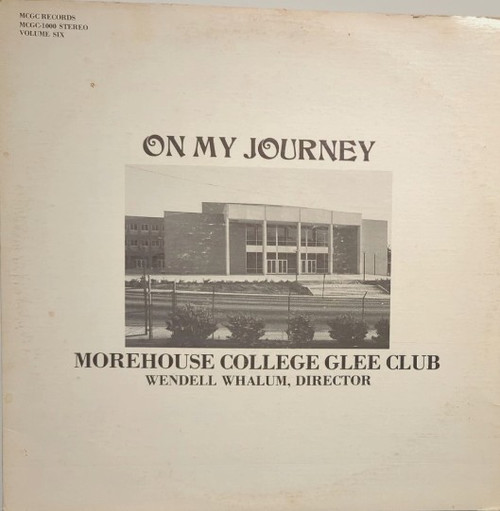 MCGC RECORDS
MCGC-1000 STEREO
VOLUME SIX
ON MY JOURNEY
MOREHOUSE COLLEGE GLEE CLUB
WENDELL WHALUM, DIRECTOR